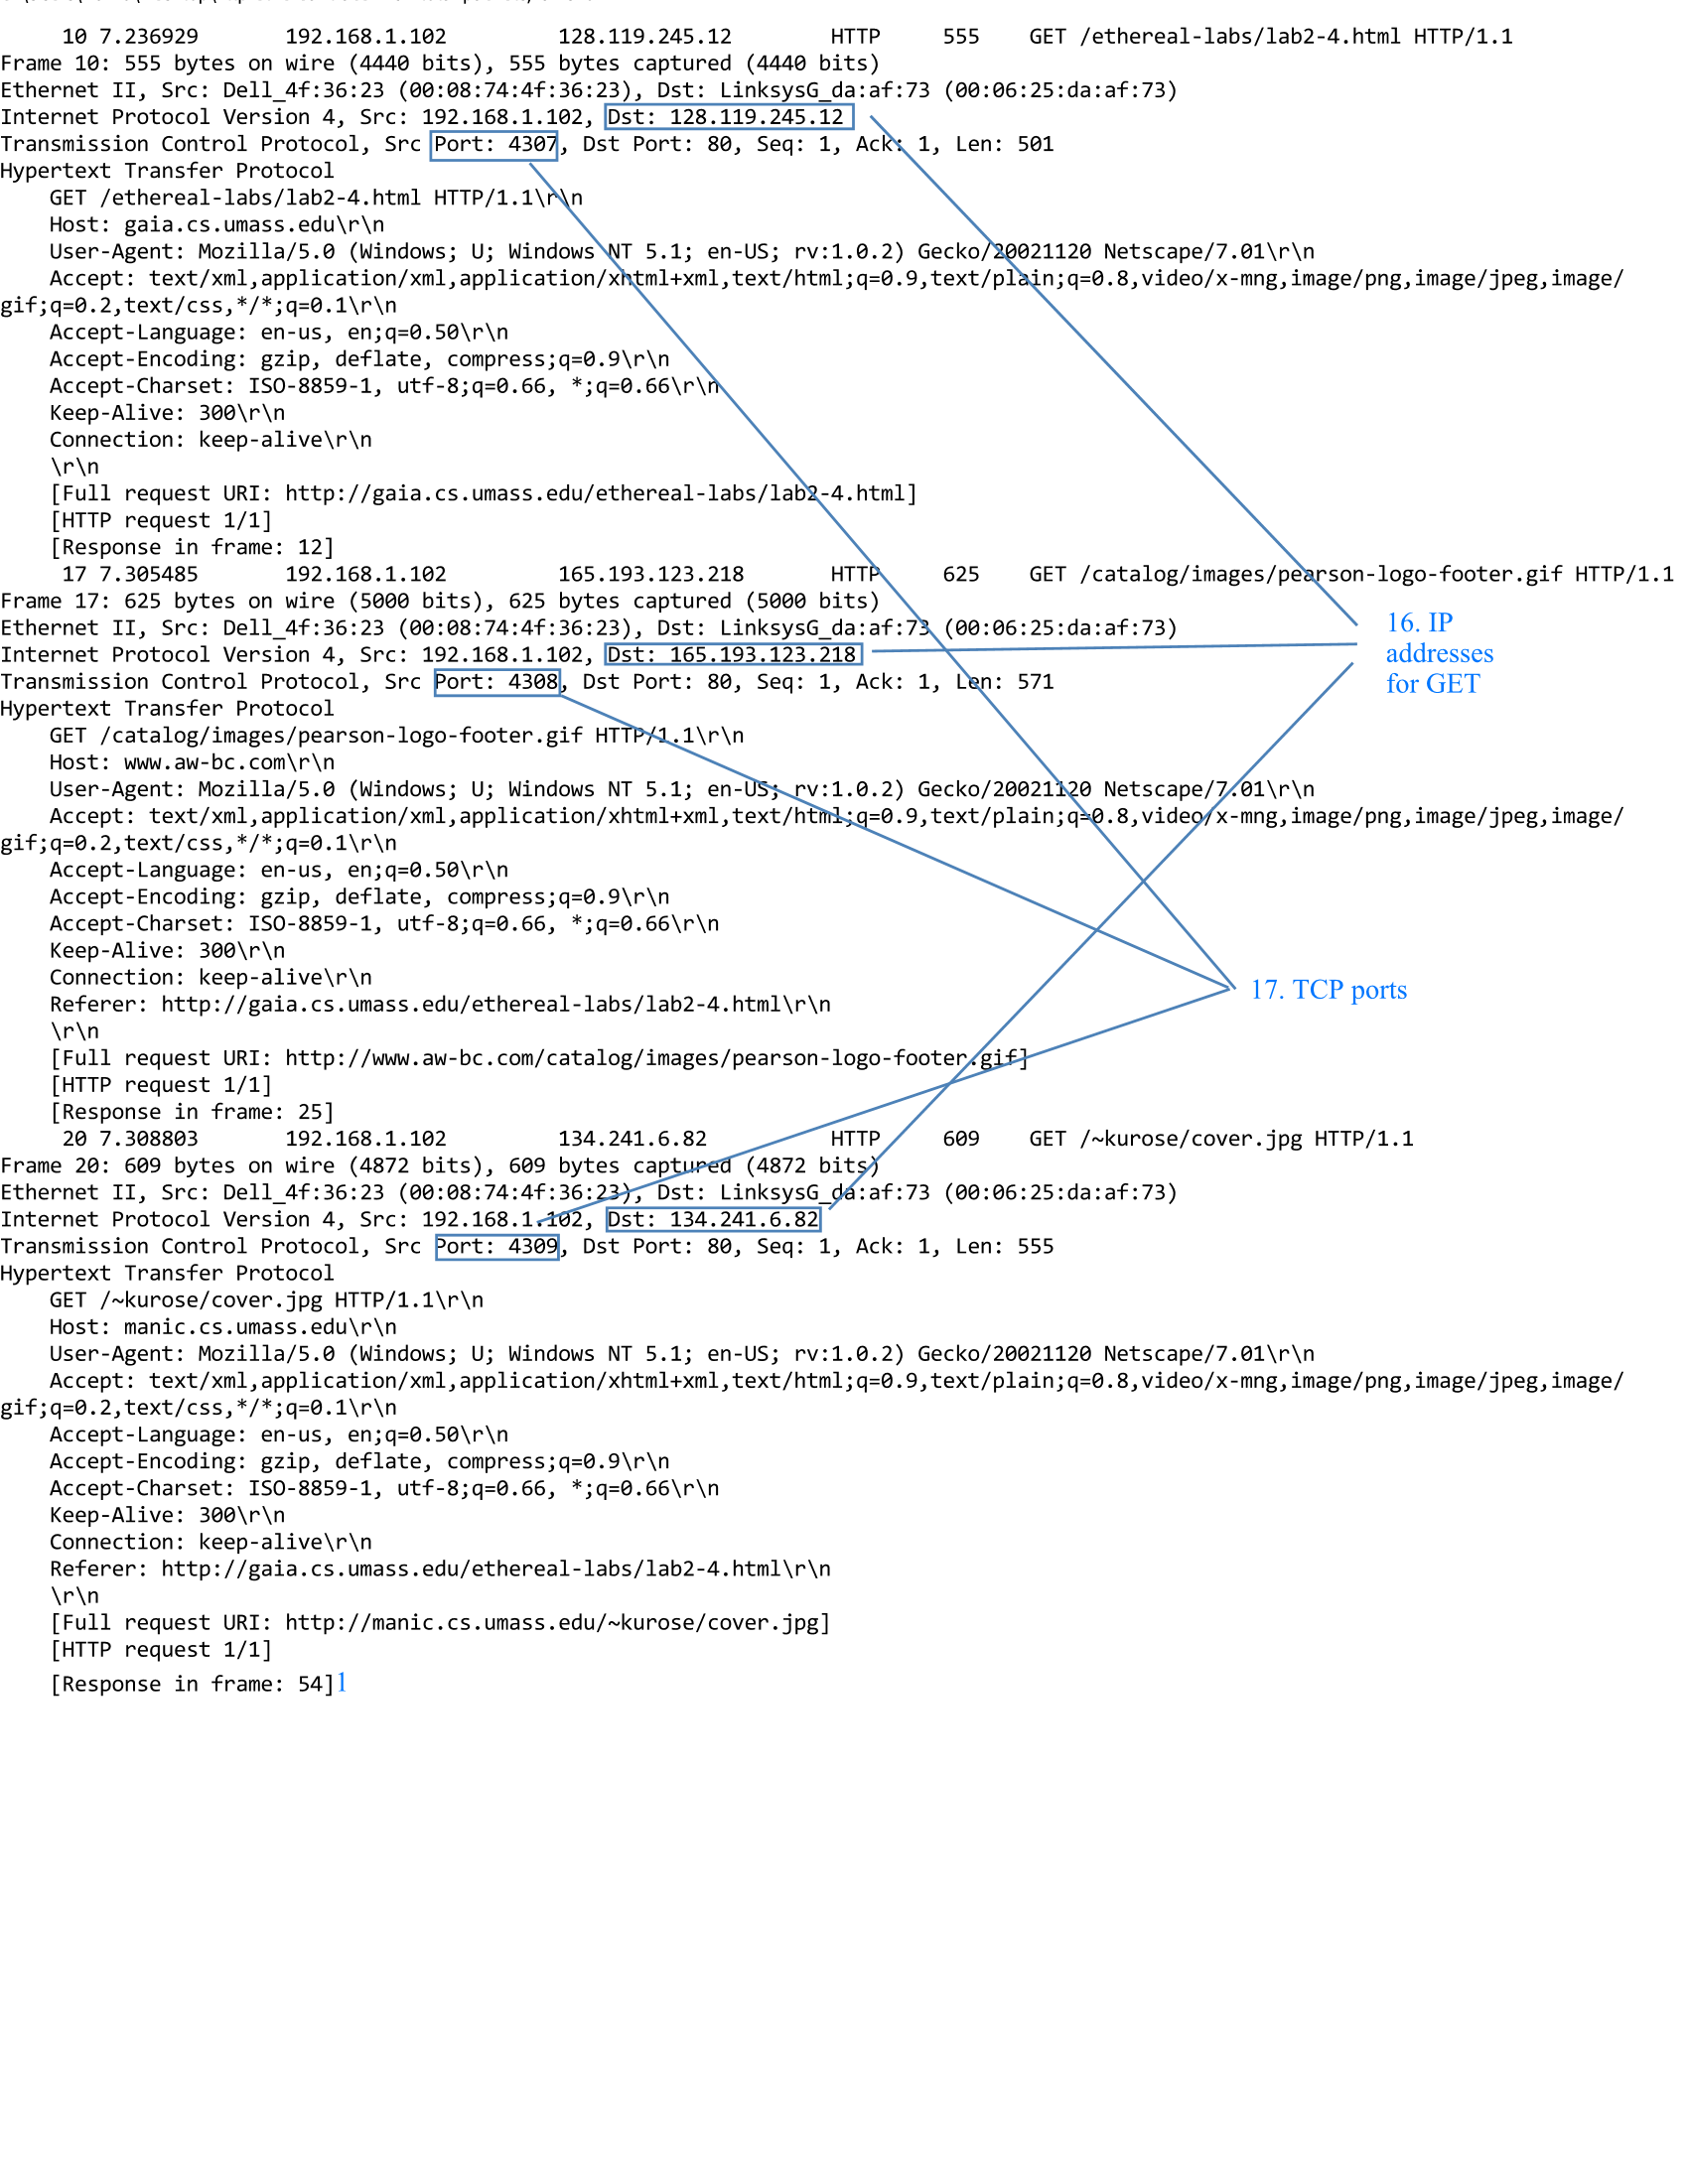 10 7.236929 192.168.1.102 128.119.245.12 HTTP 555 GET /ethereal-labs/lab2-4.html HTTP/1.1
Frame 10: 555 bytes on wire (4440 bits), 555 bytes captured (4440 bits)
Ethernet II, Src: Dell_4f:36:23 (00:08:74:4f:36:23), Dst: LinksysG_da:af:73 (00:06:25:da:af:73)
Internet Protocol Version 4, Src: 192.168.1.102, Dst: 128.119.245.12
Transmission Control Protocol, Src Port: 4307, Dst Port: 80, Seq: 1, Ack: 1, Len: 501
Hypertext Transfer Protocol
GET /ethereal-labs/lab2-4.html HTTP/1.1\r\n
Host: gaia.cs.umass.edu\r\n
User-Agent: Mozilla/5.0 (Windows; U; Windows NT 5.1; en-US; rv:1.0.2) Gecko/20021120 Netscape/7.01\r\n
Accept: text/xml,application/xml,application/xhtml+xml,text/html;q=0.9,text/plain;q=0.8,video/x-mng,image/png,image/jpeg,image/
gif;q=0.2,text/css,*/*;q=0.1\r\n
Accept-Language: en-us, en;q=0.50\r\n
Accept-Encoding: gzip, deflate, compress;q=0.9\r\n
Accept-Charset: ISO-8859-1, utf-8;q=0.66, *;q=0.66\r\n
Keep-Alive: 300\r\n
Connection: keep-alive\r\n
\r\n
[Full request URI: http://gaia.cs.umass.edu/ethereal-labs/lab2-4.html]
[HTTP request 1/1]
[Response in frame: 12]
17 7.305485 192.168.1.102 165.193.123.218 HTTP 625 GET /catalog/images/pearson-logo-footer.gif HTTP/1.1
Frame 17: 625 bytes on wire (5000 bits), 625 bytes captured (5000 bits)
Ethernet II, Src: Dell_4f:36:23 (00:08:74:4f:36:23), Dst: LinksysG_da:af:73 (00:06:25:da:af:73)
Internet Protocol Version 4, Src: 192.168.1.102, Dst: 165.193.123.218
Transmission Control Protocol, Src Port: 4308, Dst Port: 80, Seq: 1, Ack: 1, Len: 571
Hypertext Transfer Protocol
GET /catalog/images/pearson-logo-footer.gif HTTP/1.1\r\n
Host: www.aw-bc.com\r\n
User-Agent: Mozilla/5.0 (Windows; U; Windows NT 5.1; en-US; rv:1.0.2) Gecko/20021120 Netscape/7.01\r\n
Accept: text/xml,application/xml,application/xhtml+xml,text/html;q=0.9,text/plain;q=0.8,video/x-mng,image/png,image/jpeg,image/
gif;q=0.2,text/css,*/*;q=0.1\r\n
Accept-Language: en-us, en;q=0.50\r\n
Accept-Encoding: gzip, deflate, compress;q=0.9\r\n
Accept-Charset: ISO-8859-1, utf-8;q=0.66, *;q=0.66\r\n
Keep-Alive: 300\r\n
Connection: keep-alive\r\n
Referer: http://gaia.cs.umass.edu/ethereal-labs/lab2-4.html\r\n
\r\n
[Full request URI: http://www.aw-bc.com/catalog/images/pearson-logo-footer.gif]
[HTTP request 1/1]
[Response in frame: 25]
20 7.308803 192.168.1.102 134.241.6.82 HTTP 609 GET /~kurose/cover.jpg HTTP/1.1
Frame 20: 609 bytes on wire (4872 bits), 609 bytes captured (4872 bits)
Ethernet II, Src: Dell_4f:36:23 (00:08:74:4f:36:23), Dst: LinksysG_da:af:73 (00:06:25:da:af:73)
Internet Protocol Version 4, Src: 192.168.1.102, Dst: 134.241.6.82
Transmission Control Protocol, Src Port: 4309, Dst Port: 80, Seq: 1, Ack: 1, Len: 555
Hypertext Transfer Protocol
GET /~kurose/cover.jpg HTTP/1.1\r\n
Host: manic.cs.umass.edu\r\n
User-Agent: Mozilla/5.0 (Windows; U; Windows NT 5.1; en-US; rv:1.0.2) Gecko/20021120 Netscape/7.01\r\n
Accept: text/xml,application/xml,application/xhtml+xml,text/html;q=0.9,text/plain;q=0.8,video/x-mng,image/png,image/jpeg,image/
gif;q=0.2,text/css,*/*;q=0.1\r\n
Accept-Language: en-us, en;q=0.50\r\n
Accept-Encoding: gzip, deflate, compress;q=0.9\r\n
Accept-Charset: ISO-8859-1, utf-8;q=0.66, *;q=0.66\r\n
Keep-Alive: 300\r\n
Connection: keep-alive\r\n
Referer: http://gaia.cs.umass.edu/ethereal-labs/lab2-4.html\r\n
\r\n
[Full request URI: http://manic.cs.umass.edu/~kurose/cover.jpg]
[HTTP request 1/1]
[Response in frame: 54]1
16. IP
addresses
for GET
17. TCP ports